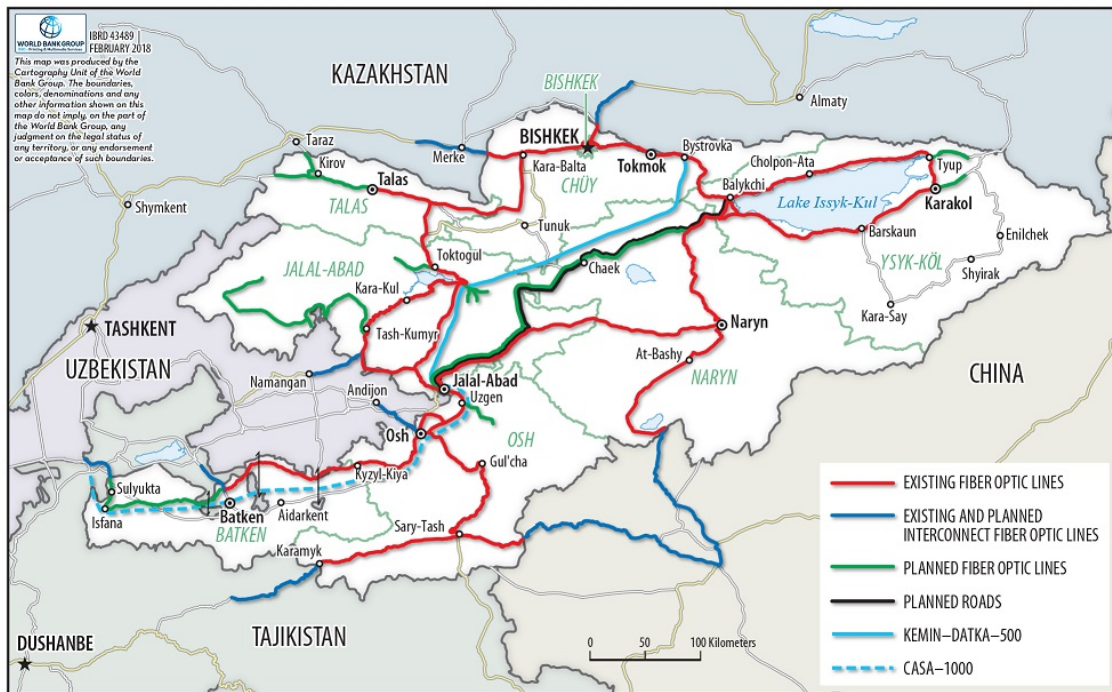 WORLD BANK GROUP
IBRD 43489
FEBRUARY 2018
This map was produced by the
Cartography Unit of the World
Bank Group. The boundaries,
colors, denominations and any
other information shown on this
map do not imply, on the part of
the World Bank Group, any
judgment on the legal status of
any territory, or any endorsement
or acceptance of such boundaries.
KAZAKHSTAN
BISHKEK
Almaty
Taraz
Merke
BISHKEK
Bystrovka
Kirov
Kara-Balta
Tokmok
Cholpon-Ata
Tyup
Talas
CHÜY
Balykchi
Lake Issyk-Kul
Karakol
Shymkent
TALAS
Tunuk
Barskaun
Enilchek
JALAL-ABAD
Toktogul
Chaek
YSYK-KÖL
Shyirak
Kara-Kul
Kara-Say
TASHKENT
Tash-Kumyr
Naryn
UZBEKISTAN
At-Bashy
Namangan
NARYN
CHINA
Andijon
Jalal-Abad
Uzgen
Osh
OSH
Gul'cha
Kyzyl-Kiya
Sulyukta
Isfana
Batken
Aidarkent
BATKEN
Sary-Tash
Karamyk
TAJIKISTAN
DUSHANBE
0 50 100 Kilometers
EXISTING FIBER OPTIC LINES
EXISTING AND PLANNED
INTERCONNECT FIBER OPTIC LINES
PLANNED FIBER OPTIC LINES
PLANNED ROADS
KEMIN–DATKA–500
CASA–1000